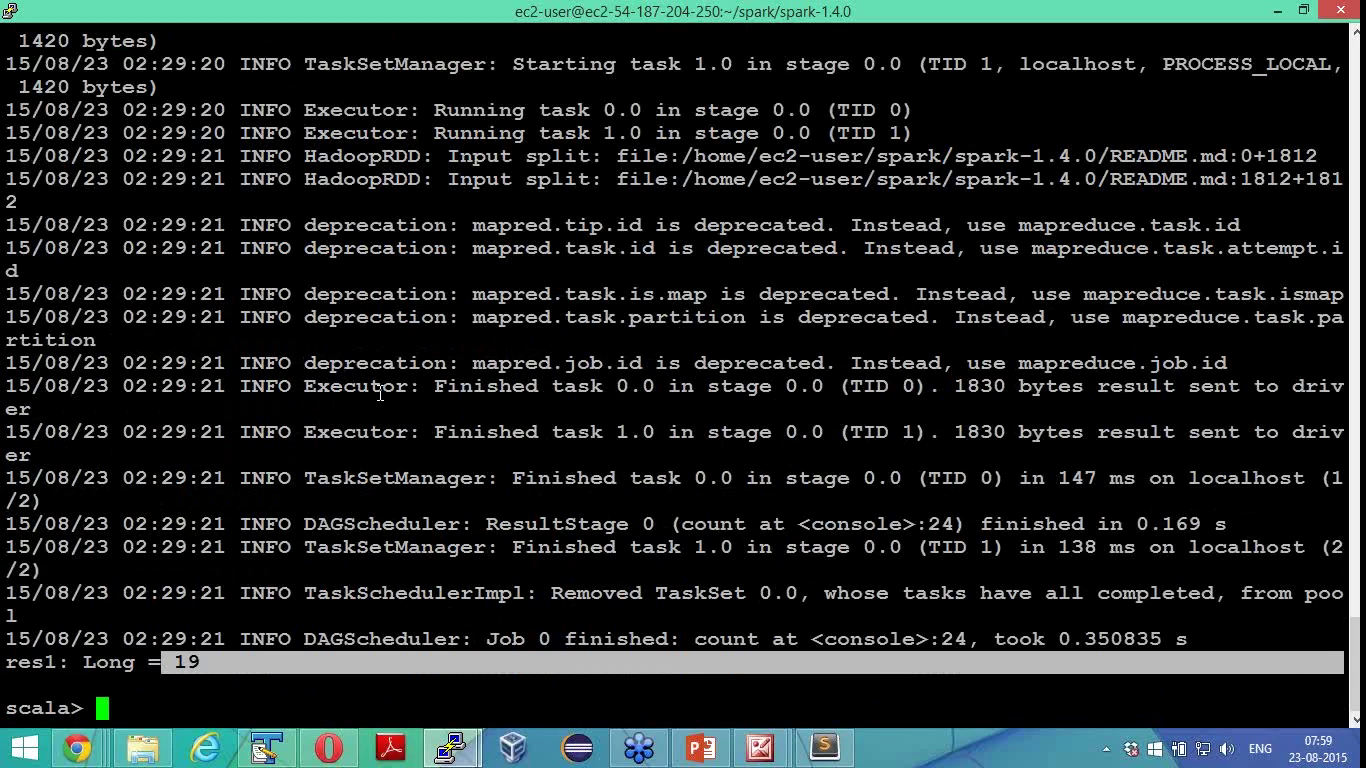 ec2-user@ec2-54-187-204-250:~/spark/spark-1.4.0
1420 bytes)
15/08/23 02:29:20 INFO TaskSetManager: Starting task 1.0 in stage 0.0 (TID 1, localhost, PROCESS_LOCAL,
1420 bytes)
15/08/23 02:29:20 INFO Executor: Running task 0.0 in stage 0.0 (TID 0)
15/08/23 02:29:20 INFO Executor: Running task 1.0 in stage 0.0 (TID 1)
15/08/23 02:29:21 INFO HadoopRDD: Input split: file:/home/ec2-user/spark/spark-1.4.0/README.md:0+1812
15/08/23 02:29:21 INFO HadoopRDD: Input split: file:/home/ec2-user/spark/spark-1.4.0/README.md:1812+181
2
15/08/23 02:29:21 INFO deprecation: mapred.tip.id is deprecated. Instead, use mapreduce.task.id
15/08/23 02:29:21 INFO deprecation: mapred.task.id is deprecated. Instead, use mapreduce.task.attempt.i
d
15/08/23 02:29:21 INFO deprecation: mapred.task.is.map is deprecated. Instead, use mapreduce.task.ismap
15/08/23 02:29:21 INFO deprecation: mapred.task.partition is deprecated. Instead, use mapreduce.task.pa
rtition
15/08/23 02:29:21 INFO deprecation: mapred.job.id is deprecated. Instead, use mapreduce.job.id
15/08/23 02:29:21 INFO Executor: Finished task 0.0 in stage 0.0 (TID 0). 1830 bytes result sent to driv
er
15/08/23 02:29:21 INFO Executor: Finished task 1.0 in stage 0.0 (TID 1). 1830 bytes result sent to driv
er
15/08/23 02:29:21 INFO TaskSetManager: Finished task 0.0 in stage 0.0 (TID 0) in 147 ms on localhost (1
/2)
15/08/23 02:29:21 INFO DAGScheduler: ResultStage 0 (count at <console>:24) finished in 0.169 s
15/08/23 02:29:21 INFO TaskSetManager: Finished task 1.0 in stage 0.0 (TID 1) in 138 ms on localhost (2
/2)
15/08/23 02:29:21 INFO TaskSchedulerImpl: Removed TaskSet 0.0, whose tasks have all completed, from poo
l
15/08/23 02:29:21 INFO DAGScheduler: Job 0 finished: count at <console>:24, took 0.350835 s
res1: Long = 19
scala>
ENG
07:59
23-08-2015